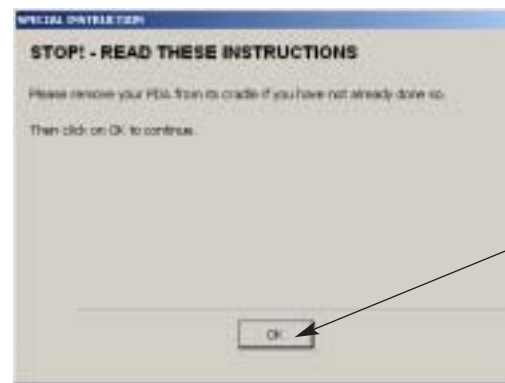 SPECIAL INSTRUCTION
STOP! - READ THESE INSTRUCTIONS
Please remove your PDA from its cradle if you have not already done so.
Then click on OK to continue.
OK